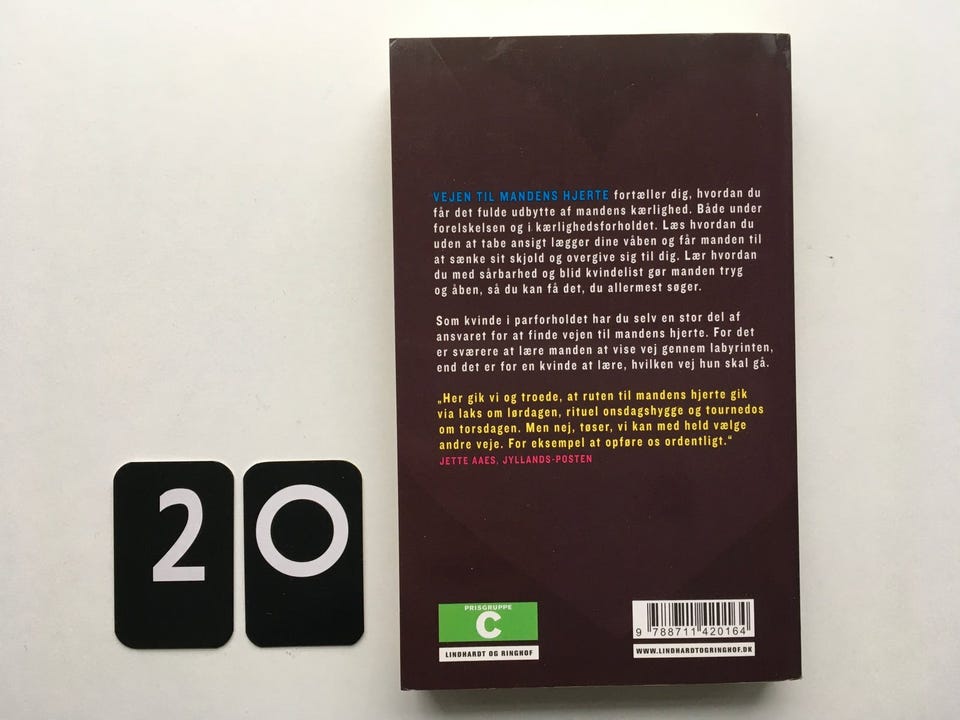 VEJEN TIL MANDENS HJERTE fortæller dig, hvordan du
får det fulde udbytte af mandens kærlighed. Både under
forelskelsen og i kærlighedsforholdet. Læs hvordan du
uden at tabe ansigt lægger dine våben og får manden til
at sænke sit skjold og overgive sig til dig. Lær hvordan
du med sårbarhed og blid kvindelist gør manden tryg
og åben, så du kan få det, du allermest søger.
Som kvinde i parforholdet har du selv en stor del af
ansvaret for at finde vejen til mandens hjerte. For det
er sværere at lære manden at vise vej gennem labyrinten,
end det er for en kvinde at lære, hvilken vej hun skal gå.
„Her gik vi og troede, at ruten til mandens hjerte gik
via laks om lørdagen, rituel onsdagshygge og tournedos
om torsdagen. Men nej, tøser, vi kan med held vælge
andre veje. For eksempel at opføre os ordentligt.“
JETTE AAES, JYLLANDS-POSTEN
20
PRISGRUPPE
C
LINDHARDT OG RINGHOF
9 788711 420164
WWW.LINDHARDTOGRINGHOF.DK